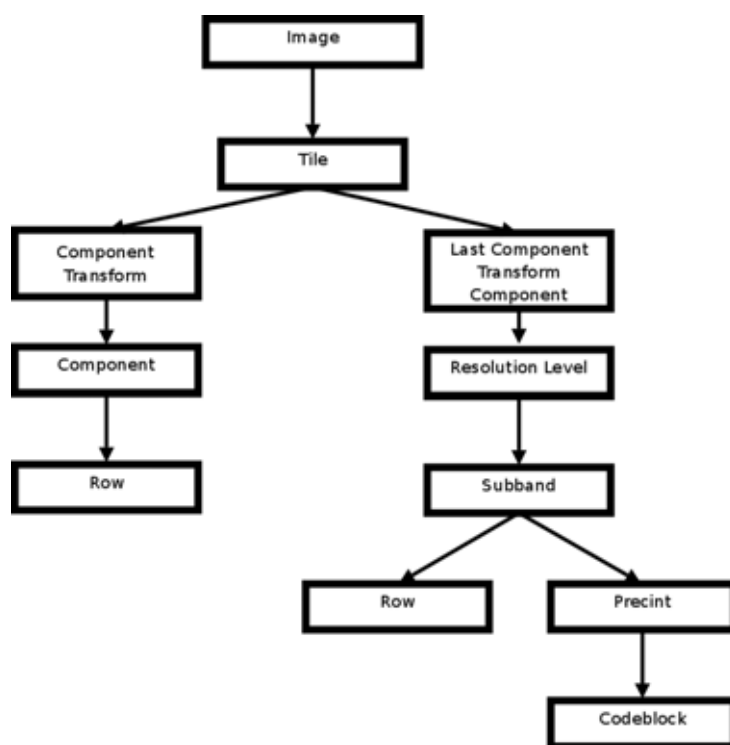 Image
Tile
Component
Transform
Last Component
Transform
Component
Component
Resolution Level
Row
Subband
Row
Precint
Codeblock